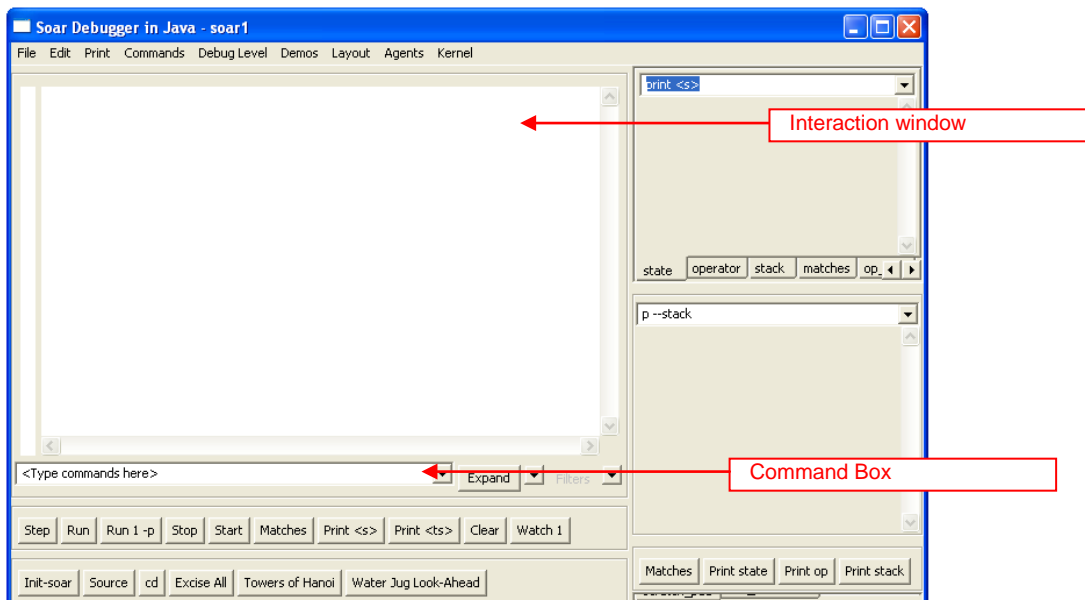 Soar Debugger in Java - soar1
File Edit Print Commands Debug Level Demos Layout Agents Kernel
print <s>
Interaction window
state operator stack matches op_
p --stack
<Type commands here>
Expand
Filters
Command Box
Step Run Run 1 -p Stop Start Matches Print <s> Print <ts> Clear Watch 1
Matches Print state Print op Print stack
Init-soar Source cd Excise All Towers of Hanoi Water Jug Look-Ahead